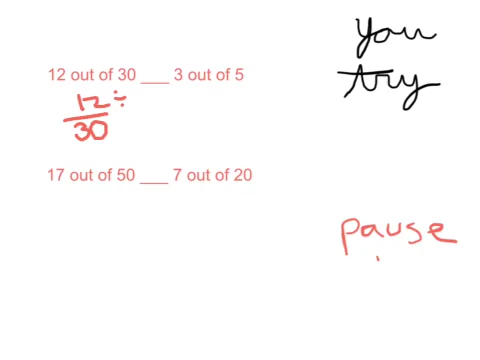 you
try
12 out of 30 ___ 3 out of 5
12 ÷
30
17 out of 50 ___ 7 out of 20
pause